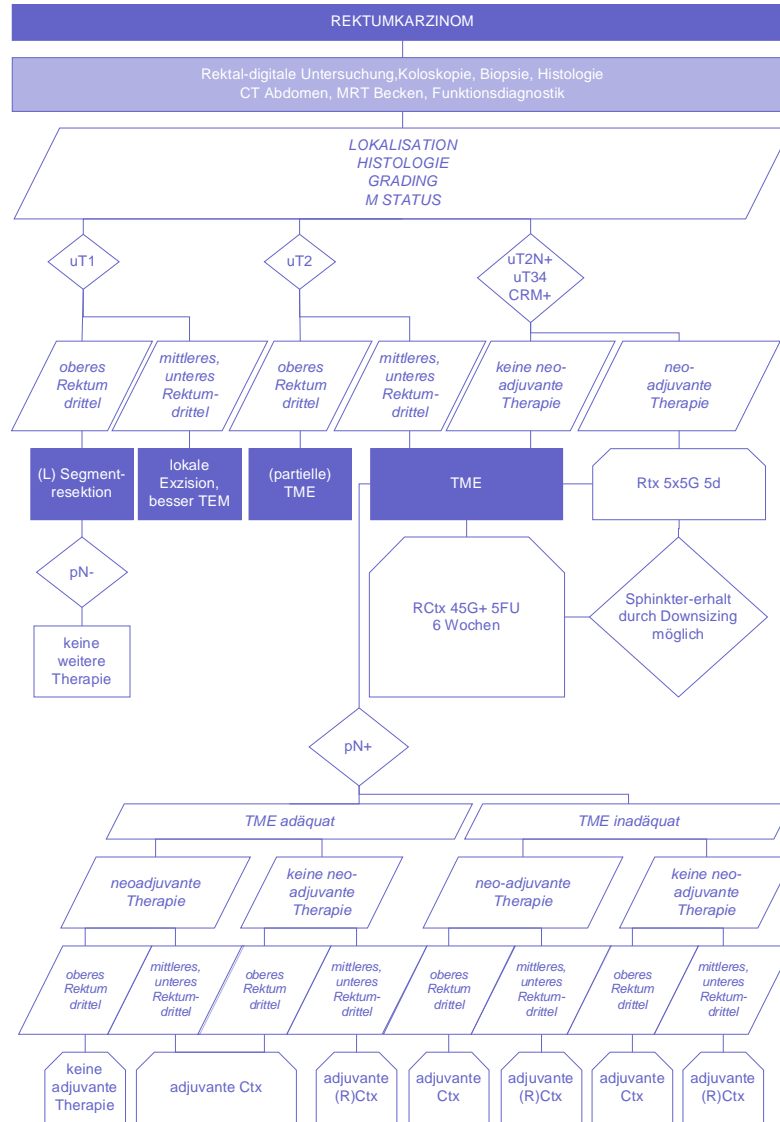 REKTUMKARZINOM
Rektal-digitale Untersuchung,Koloskopie, Biopsie, Histologie
CT Abdomen, MRT Becken, Funktionsdiagnostik
LOKALISATION
HISTOLOGIE
GRADING
M STATUS
uT1
uT2
uT2N+
uT34
CRM+
oberes
Rektum
drittel
mittleres,
unteres
Rektum-
drittel
oberes
Rektum
drittel
mittleres,
unteres
Rektum-
drittel
keine neo-
adjuvante
Therapie
neo-
adjuvante
Therapie
(L) Segment-
resektion
lokale
Exzision,
besser TEM
(partielle)
TME
TME
Rtx 5x5G 5d
pN-
RCtx 45G+ 5FU
6 Wochen
Sphinkter-erhalt
durch Downsizing
möglich
keine
weitere
Therapie
pN+
TME adäquat
TME inadäquat
neoadjuvante
Therapie
keine neo-
adjuvante
Therapie
neo-adjuvante
Therapie
keine neo-
adjuvante
Therapie
oberes
Rektum
drittel
mittleres,
unteres
Rektum-
drittel
oberes
Rektum
drittel
mittleres,
unteres
Rektum-
drittel
oberes
Rektum
drittel
mittleres,
unteres
Rektum-
drittel
oberes
Rektum
drittel
mittleres,
unteres
Rektum-
drittel
keine
adjuvante
Therapie
adjuvante Ctx
adjuvante
(R)Ctx
adjuvante
Ctx
adjuvante
(R)Ctx
adjuvante
Ctx
adjuvante
(R)Ctx